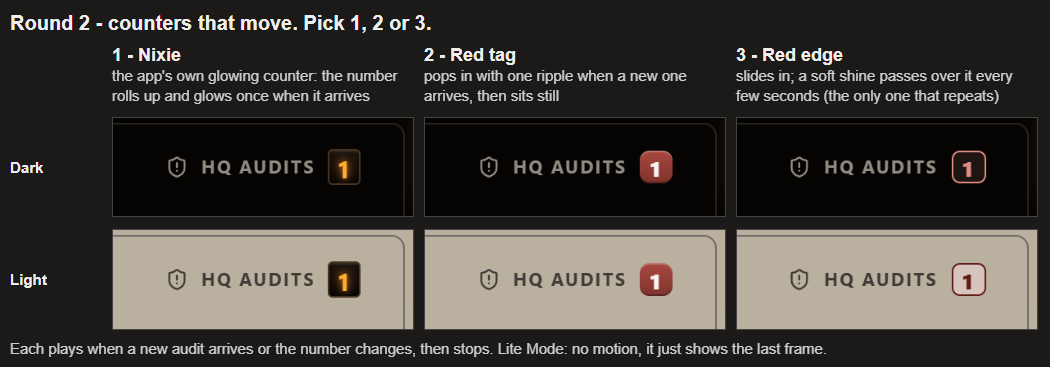 Round 2 - counters that move. Pick 1, 2 or 3.
1 - Nixie
the app's own glowing counter: the number
rolls up and glows once when it arrives
2 - Red tag
pops in with one ripple when a new one
arrives, then sits still
3 - Red edge
slides in; a soft shine passes over it every
few seconds (the only one that repeats)
Dark
HQ AUDITS 1
HQ AUDITS 1
HQ AUDITS 1
Light
HQ AUDITS 1
HQ AUDITS 1
HQ AUDITS 1
Each plays when a new audit arrives or the number changes, then stops. Lite Mode: no motion, it just shows the last frame.